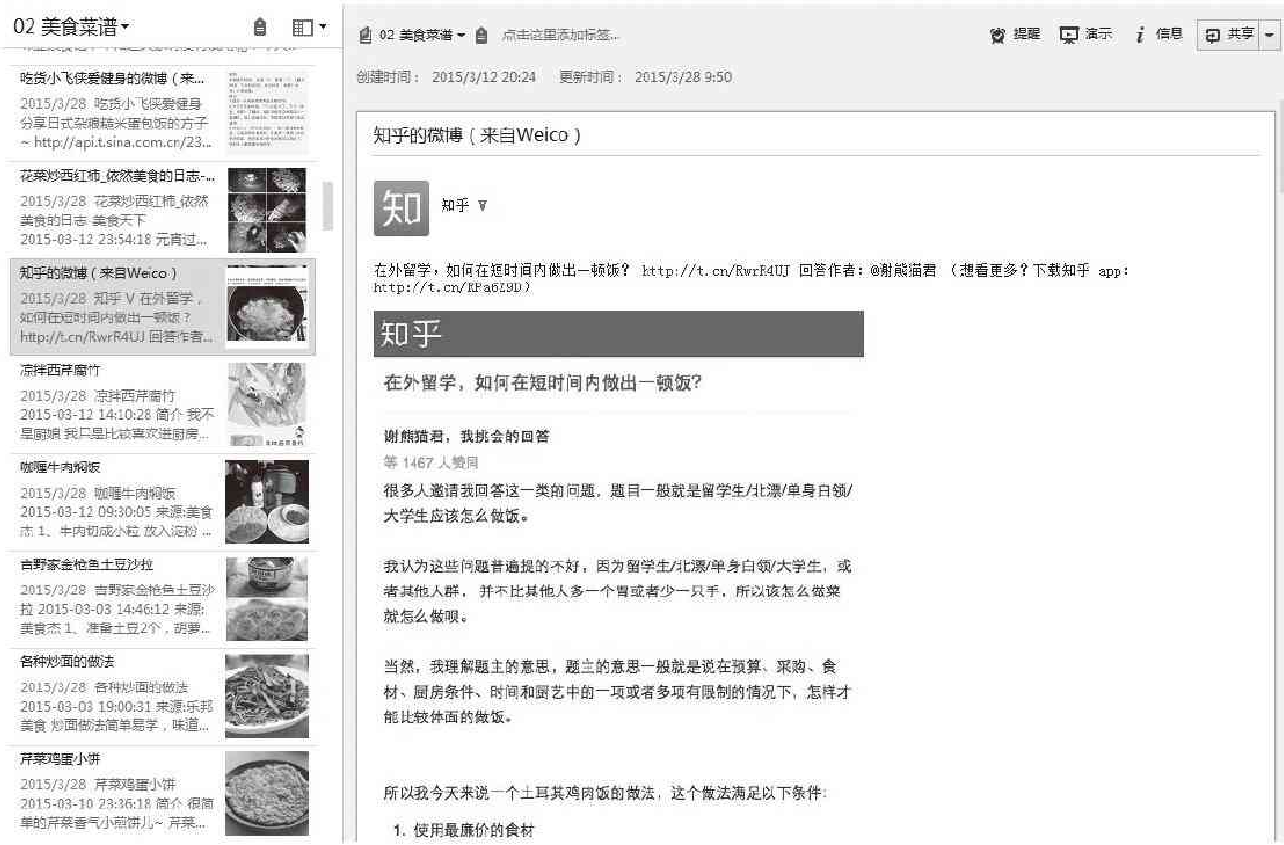 02 美食菜谱
吃货小飞侠爱健身的微博（来...
2015/3/28 吃货小飞侠爱健身
分享日式杂粮糙米蛋包饭的方子
~ http://api.t.sina.com.cn/23...
花菜炒西红柿_依然美食的日志-...
2015/3/28 花菜炒西红柿_依然
美食的日志 美食天下
2015-03-12 23:54:18 元宵过...
知乎的微博（来自Weico）
2015/3/28 知乎 V 在外留学，
如何在短时间内做出一顿饭？
http://t.cn/RwrR4UJ 回答作者...
凉拌西芹腐竹
2015/3/28 凉拌西芹腐竹
2015-03-12 14:10:28 简介 我不
是厨娘 我只是比较喜欢进厨房...
咖喱牛肉焖饭
2015/3/28 咖喱牛肉焖饭
2015-03-12 09:30:05 来源:美食
杰 1、牛肉切成小粒 放入淀粉 ...
吉野家金枪鱼土豆沙拉
2015/3/28 吉野家金枪鱼土豆沙
拉 2015-03-03 14:46:12 来源:
美食杰 1、准备土豆2个，胡萝...
各种炒面的做法
2015/3/28 各种炒面的做法
2015-03-03 19:00:31 来源:乐邦
美食 炒面做法简单易学，味道...
芹菜鸡蛋小饼
2015/3/28 芹菜鸡蛋小饼
2015-03-10 23:36:18 简介 很简
单的芹菜香气小煎饼儿~ 芹菜...
02 美食菜谱 点击这里添加标签... 提醒 演示 信息 共享
创建时间： 2015/3/12 20:24 更新时间： 2015/3/28 9:50
知乎的微博（来自Weico）
知 知乎 V
在外留学，如何在短时间内做出一顿饭？ http://t.cn/RwrR4UJ 回答作者：@谢熊猫君 （想看更多？下载知乎 app：
http://t.cn/RPa6Z9D）
知乎
在外留学，如何在短时间内做出一顿饭？
谢熊猫君，我挑会的回答
等 1467 人赞同
很多人邀请我回答这一类的问题，题目一般就是留学生/北漂/单身白领/
大学生应该怎么做饭。
我认为这些问题普遍提的不好，因为留学生/北漂/单身白领/大学生，或
者其他人群， 并不比其他人多一个胃或者少一只手，所以该怎么做菜
就怎么做呗。
当然，我理解题主的意思，题主的意思一般就是说在预算、采购、食
材、厨房条件、时间和厨艺中的一项或者多项有限制的情况下，怎样才
能比较体面的做饭。
所以我今天来说一个土耳其鸡肉饭的做法，这个做法满足以下条件：
1. 使用最廉价的食材